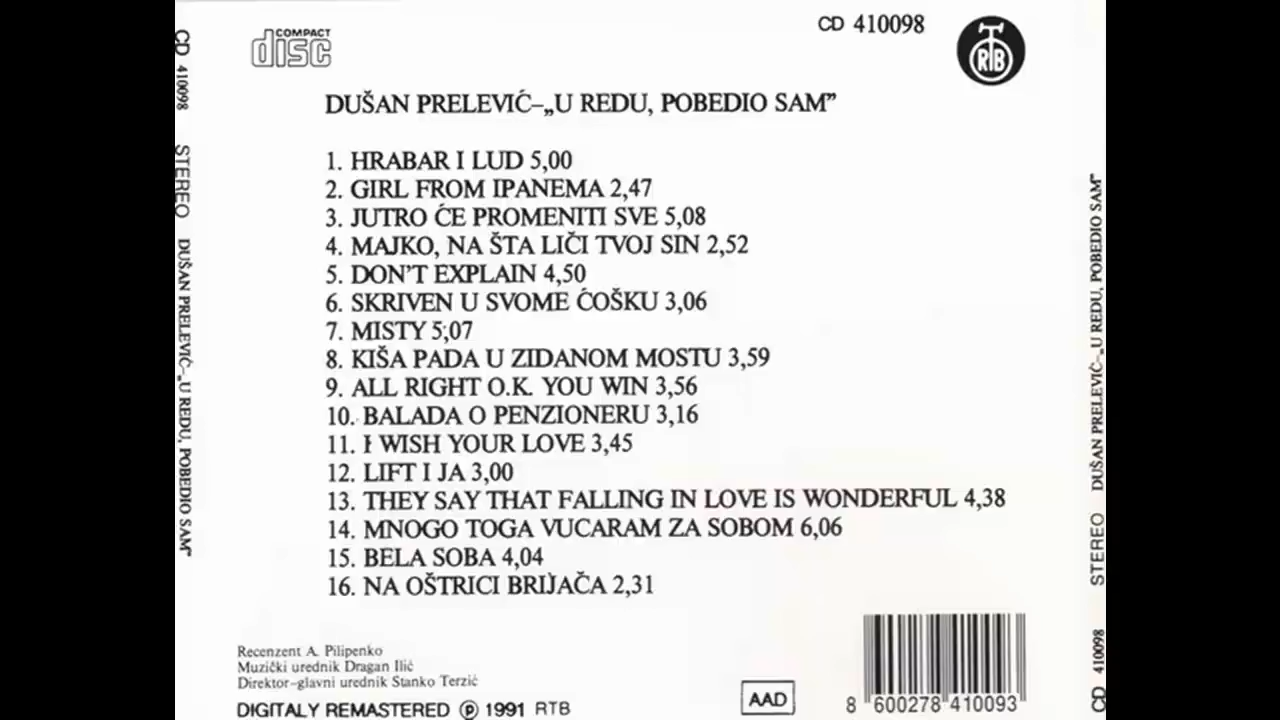 COMPACT
disc
CD 410098
RTB
DUŠAN PRELEVIĆ–„U REDU, POBEDIO SAM”
1. HRABAR I LUD 5,00
2. GIRL FROM IPANEMA 2,47
3. JUTRO ĆE PROMENITI SVE 5,08
4. MAJKO, NA ŠTA LIČI TVOJ SIN 2,52
5. DON'T EXPLAIN 4,50
6. SKRIVEN U SVOME ĆOŠKU 3,06
7. MISTY 5;07
8. KIŠA PADA U ZIDANOM MOSTU 3,59
9. ALL RIGHT O.K. YOU WIN 3,56
10. BALADA O PENZIONERU 3,16
11. I WISH YOUR LOVE 3,45
12. LIFT I JA 3,00
13. THEY SAY THAT FALLING IN LOVE IS WONDERFUL 4,38
14. MNOGO TOGA VUCARAM ZA SOBOM 6,06
15. BELA SOBA 4,04
16. NA OŠTRICI BRIJAČA 2,31
Recenzent A. Pilipenko
Muzički urednik Dragan Ilić
Direktor–glavni urednik Stanko Terzić
DIGITALY REMASTERED ℗ 1991 RTB
AAD
8 600278 410093
CD 410098 STEREO DUŠAN PRELEVIĆ–„U REDU, POBEDIO SAM”
CD 410098 STEREO DUŠAN PRELEVIĆ–„U REDU, POBEDIO SAM”